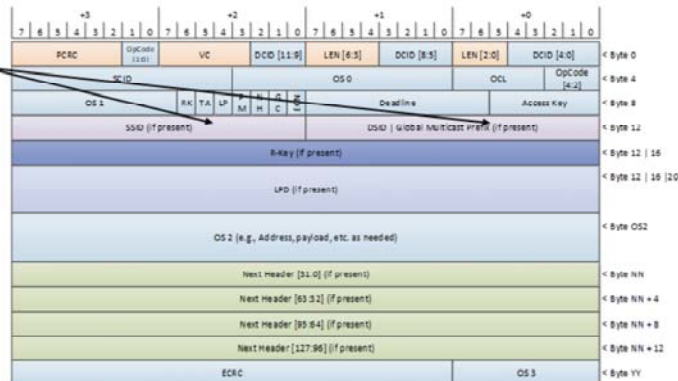 +3 +2 +1 +0
7 6 5 4 3 2 1 0 7 6 5 4 3 2 1 0 7 6 5 4 3 2 1 0 7 6 5 4 3 2 1 0
PCRC OpCode [1:0] VC DCID [11:9] LEN [6:3] DCID [8:5] LEN [2:0] DCID [4:0] < Byte 0
SCID OS 0 OCL OpCode [4:2] < Byte 4
OS 1 RK TA LP PM NH GC Deadline Access Key < Byte 8
SSID (if present) DSID | Global Multicast Prefix (if present) < Byte 12
R-Key (if present) < Byte 12 | 16
LPD (if present) < Byte 12 | 16 |20
OS 2 (e.g., Address, payload, etc. as needed) < Byte OS2
Next Header [31:0] (if present) < Byte NN
Next Header [63:32] (if present) < Byte NN + 4
Next Header [95:64] (if present) < Byte NN + 8
Next Header [127:96] (if present) < Byte NN + 12
ECRC OS 3 < Byte YY